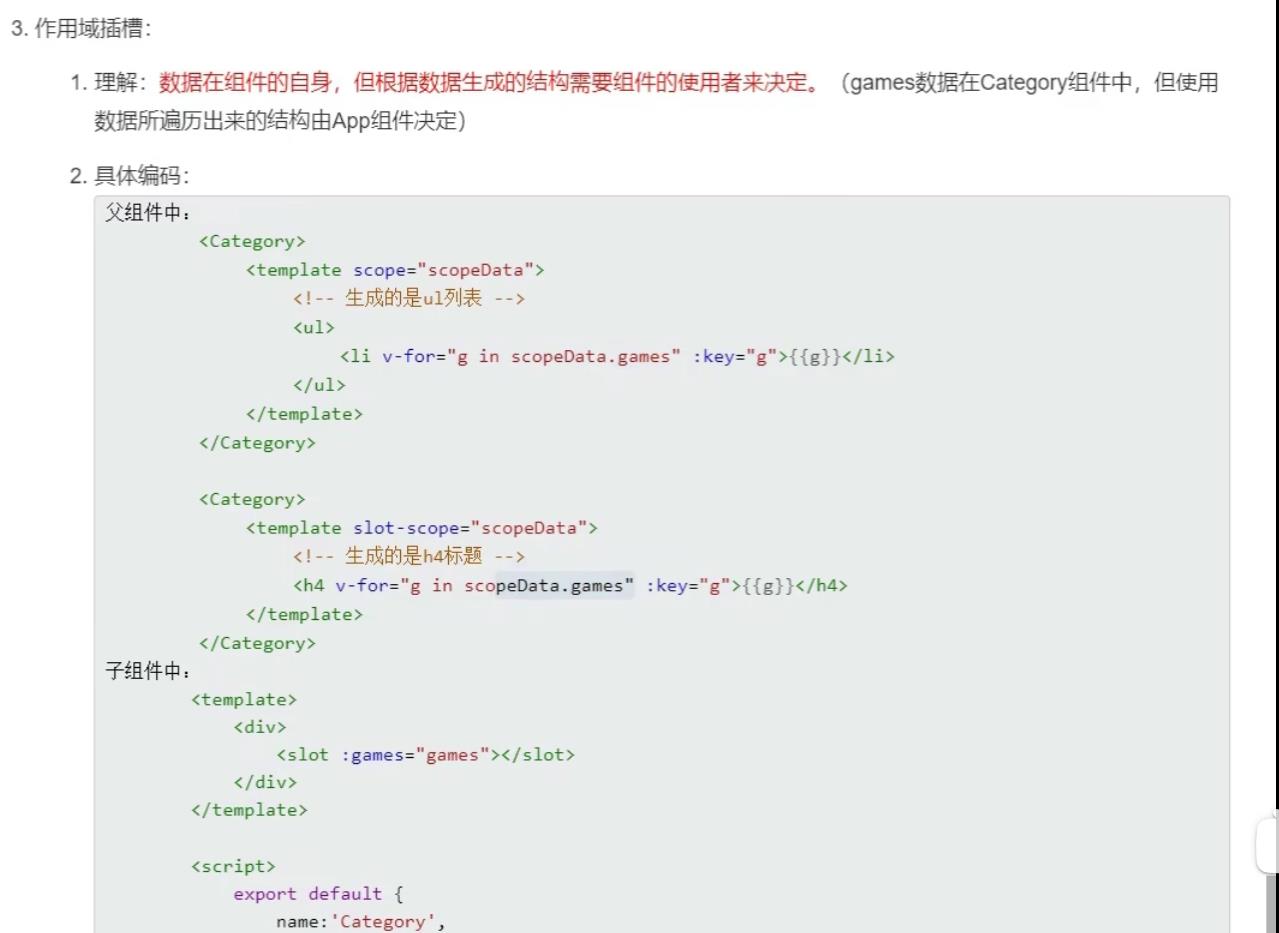 3. 作用域插槽：
1. 理解：数据在组件的自身，但根据数据生成的结构需要组件的使用者来决定。（games数据在Category组件中，但使用
数据所遍历出来的结构由App组件决定）
2. 具体编码：
父组件中：
<Category>
<template scope="scopeData">
<!-- 生成的是ul列表 -->
<ul>
<li v-for="g in scopeData.games" :key="g">{{g}}</li>
</ul>
</template>
</Category>
<Category>
<template slot-scope="scopeData">
<!-- 生成的是h4标题 -->
<h4 v-for="g in scopeData.games" :key="g">{{g}}</h4>
</template>
</Category>
子组件中：
<template>
<div>
<slot :games="games"></slot>
</div>
</template>
<script>
export default {
name:'Category',